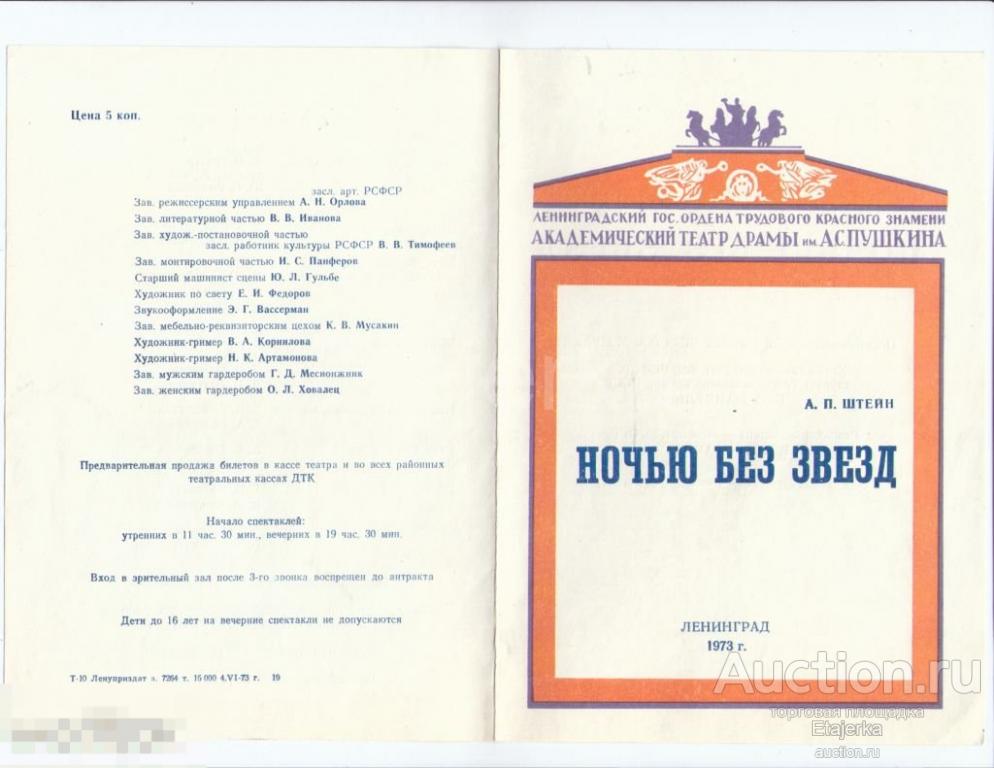 Цена 5 коп.
засл. арт. РСФСР
Зав. режиссерским управлением А. Н. Орлова
Зав. литературной частью В. В. Иванова
Зав. худож.-постановочной частью
засл. работник культуры РСФСР В. В. Тимофеев
Зав. монтировочной частью И. С. Панферов
Старший машинист сцены Ю. Л. Гульбе
Художник по свету Е. И. Федоров
Звукооформление Э. Г. Вассерман
Зав. мебельно-реквизиторским цехом К. В. Мусакин
Художник-гример В. А. Корнилова
Художник-гример Н. К. Артамонова
Зав. мужским гардеробом Г. Д. Месионжник
Зав. женским гардеробом О. Л. Ховалец
Предварительная продажа билетов в кассе театра и во всех районных
театральных кассах ДТК
Начало спектаклей:
утренних в 11 час. 30 мин., вечерних в 19 час. 30 мин.
Вход в зрительный зал после 3-го звонка воспрещен до антракта
Дети до 16 лет на вечерние спектакли не допускаются
Т-10 Ленуприздат з. 7264 т. 15 000 4.VI-73 г. 19
ЛЕНИНГРАДСКИЙ ГОС. ОРДЕНА ТРУДОВОГО КРАСНОГО ЗНАМЕНИ
АКАДЕМИЧЕСКИЙ ТЕАТР ДРАМЫ им. А.С.ПУШКИНА
А. П. ШТЕЙН
НОЧЬЮ БЕЗ ЗВЕЗД
ЛЕНИНГРАД
1973 г.
Auction.ru
торговая площадка
Etajerka
auction.ru